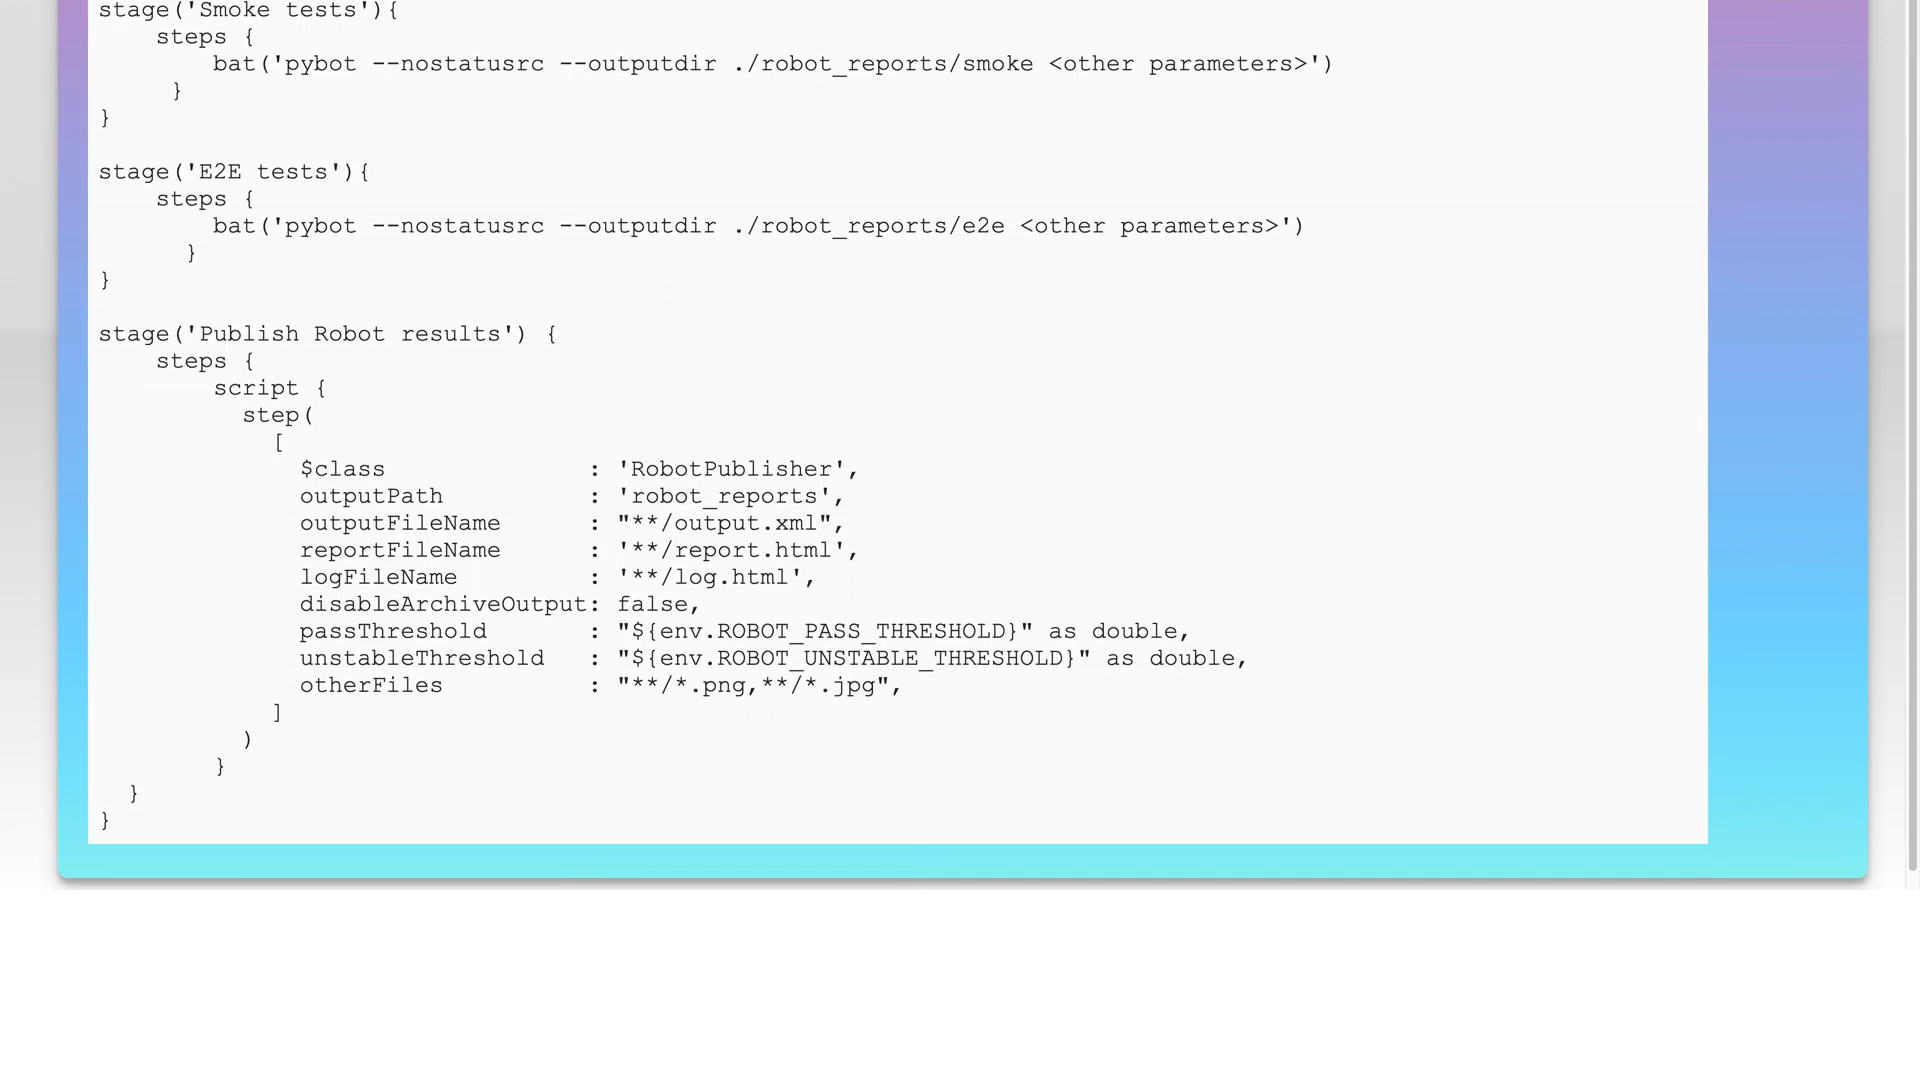 stage('Smoke tests'){
    steps {
        bat('pybot --nostatusrc --outputdir ./robot_reports/smoke <other parameters>')
     }
}

stage('E2E tests'){
    steps {
        bat('pybot --nostatusrc --outputdir ./robot_reports/e2e <other parameters>')
      }
}

stage('Publish Robot results') {
    steps {
        script {
          step(
            [
              $class              : 'RobotPublisher',
              outputPath          : 'robot_reports',
              outputFileName      : "**/output.xml",
              reportFileName      : '**/report.html',
              logFileName         : '**/log.html',
              disableArchiveOutput: false,
              passThreshold       : "${env.ROBOT_PASS_THRESHOLD}" as double,
              unstableThreshold   : "${env.ROBOT_UNSTABLE_THRESHOLD}" as double,
              otherFiles          : "**/*.png,**/*.jpg",
            ]
          )
        }
  }
}